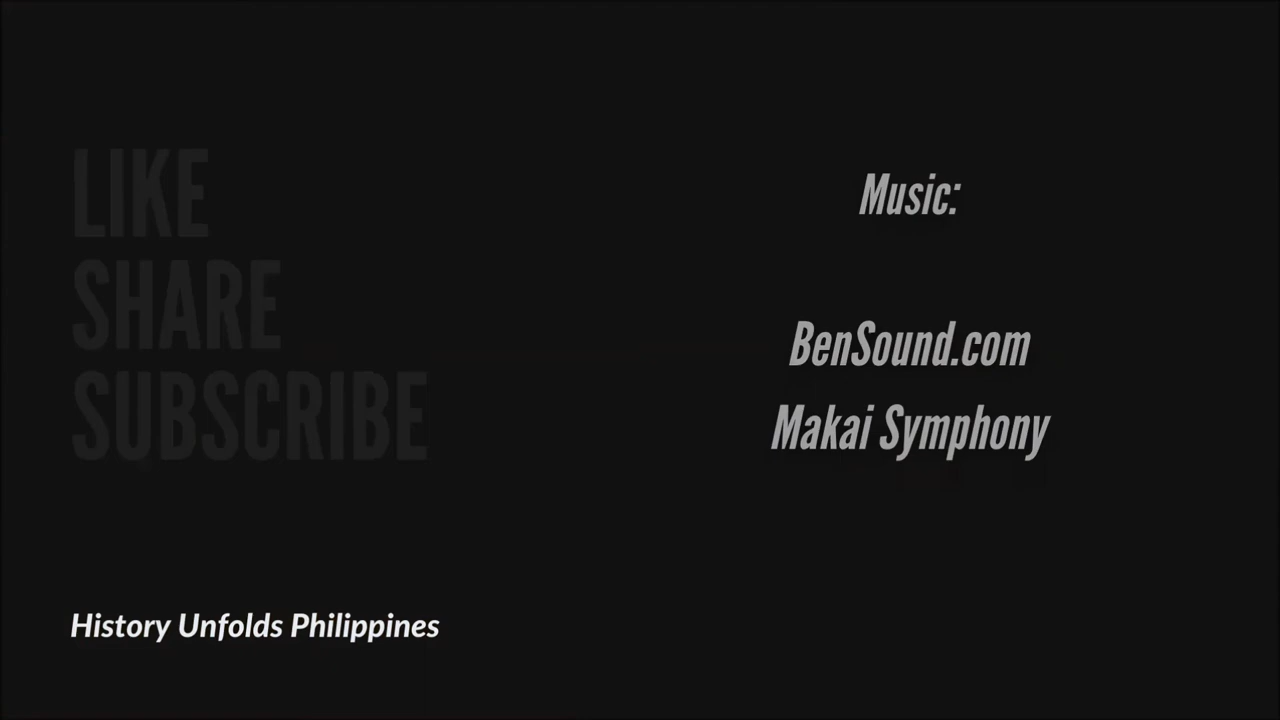 LIKE
SHARE
SUBSCRIBE
Music:
BenSound.com
Makai Symphony
History Unfolds Philippines